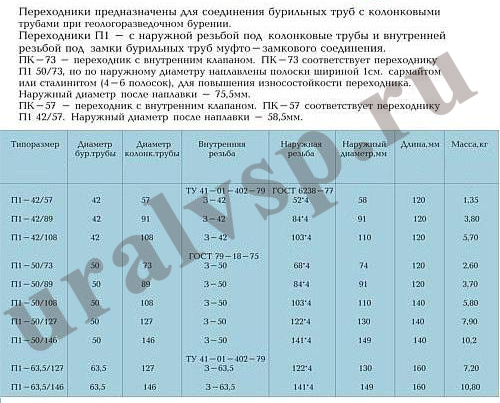 Переходники предназначены для соединения бурильных труб с колонковыми
трубами при геологоразведочном бурении.
Переходники П1 – с наружной резьбой под колонковые трубы и внутренней
резьбой под замки бурильных труб муфто–замкового соединения.
ПК–73 – переходник с внутренним клапаном. ПК–73 соответствует переходнику
П1 50/73, но по наружному диаметру наплавлены полоски шириной 1см. сармайтом
или сталинитом (4–6 полосок), для повышения износостойкости переходника.
Наружный диаметр после наплавки – 75,5мм.
ПК–57 – переходник с внутренним клапаном. ПК–57 соответствует переходнику
П1 42/57. Наружный диаметр после наплавки – 58,5мм.
Типоразмер Диаметр бур.трубы Диаметр колонк.трубы Внутренняя резьба Наружная резьба Наружный диаметр,мм Длина,мм Масса,кг
ТУ 41–01–402–79 ГОСТ 6238–77
П1–42/57 42 57 З–42 52*4 58 120 1,35
П1–42/89 42 91 З–42 84*4 91 120 3,80
П1–42/108 42 108 З–42 103*4 110 120 5,70
ГОСТ 79–18–75
П1–50/73 50 73 З–50 68*4 74 120 2,60
П1–50/89 50 89 З–50 84*4 91 120 3,70
П1–50/108 50 108 З–50 103*4 110 140 5,80
П1–50/127 50 127 З–50 122*4 130 140 7,90
П1–50/146 50 146 З–50 141*4 149 140 10,2
ТУ 41–01–402–79
П1–63,5/127 63,5 127 З–63,5 122*4 130 160 7,20
П1–63,5/146 63,5 146 З–63,5 141*4 149 160 10,80
uralvsp.ru